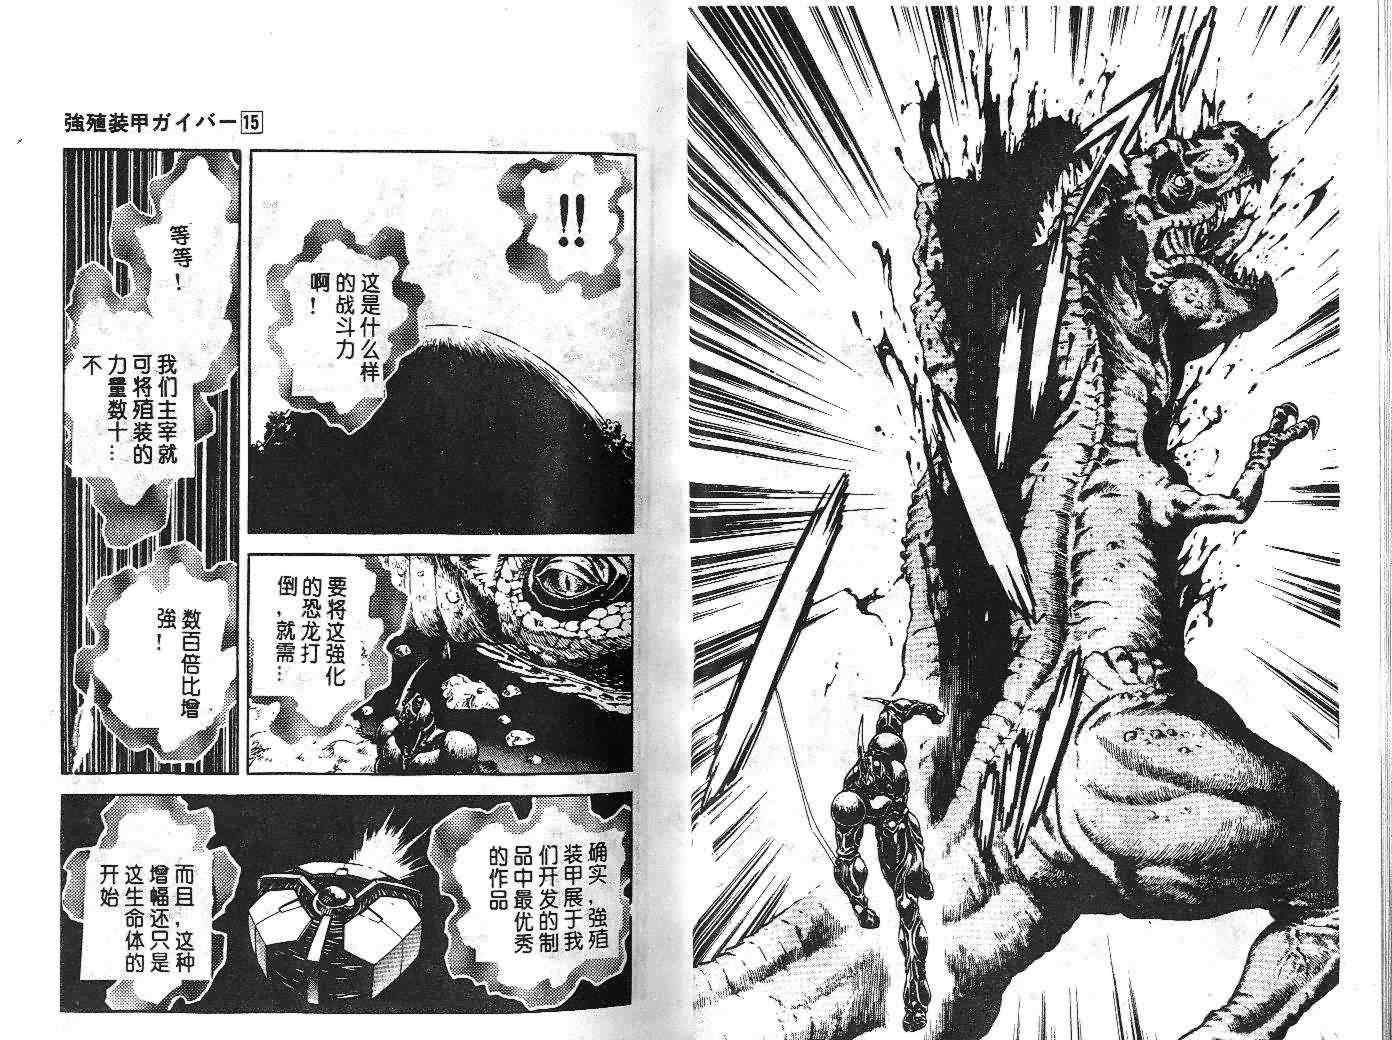 強殖装甲ガイバー15
!!
这是什么样
的战斗力
啊！
要将这強化
的恐龙打
倒，就需…
等等！
我们主宰就
可将殖装的
力量数十…
不
数百倍比增
強！
确实，強殖
装甲展于我
们开发的制
品中最优秀
的作品
而且，这种
增幅还只是
这生命体的
开始